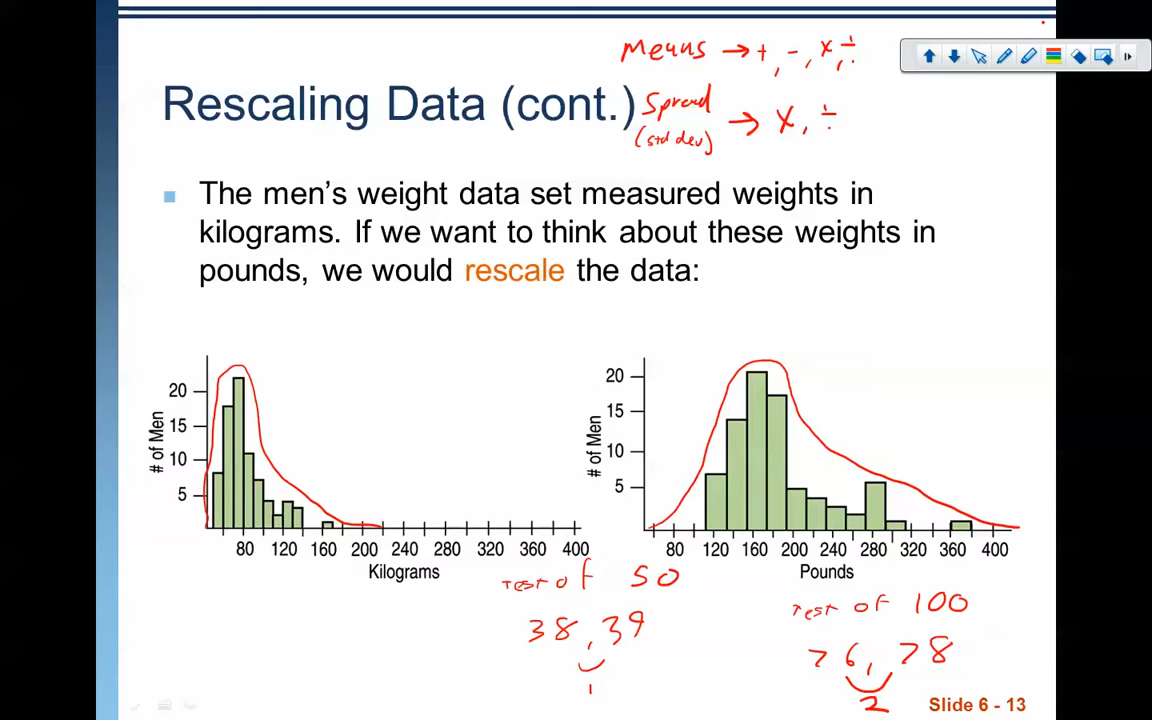 Means → +, -, x, ÷
Rescaling Data (cont.)
Spread → x, ÷
(std dev)
■ The men's weight data set measured weights in
kilograms. If we want to think about these weights in
pounds, we would rescale the data:
# of Men
20
15
10
5
80 120 160 200 240 280 320 360 400
Kilograms
# of Men
20
15
10
5
80 120 160 200 240 280 320 360 400
Pounds
test of 50
38, 39
1
test of 100
76, 78
2
Slide 6 - 13